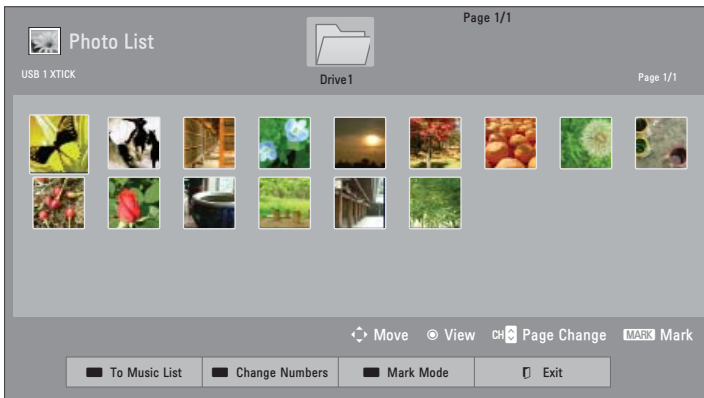 Page 1/1
Photo List
USB 1 XTICK
Drive1
Page 1/1
Move View CH Page Change MARK Mark
To Music List Change Numbers Mark Mode Exit